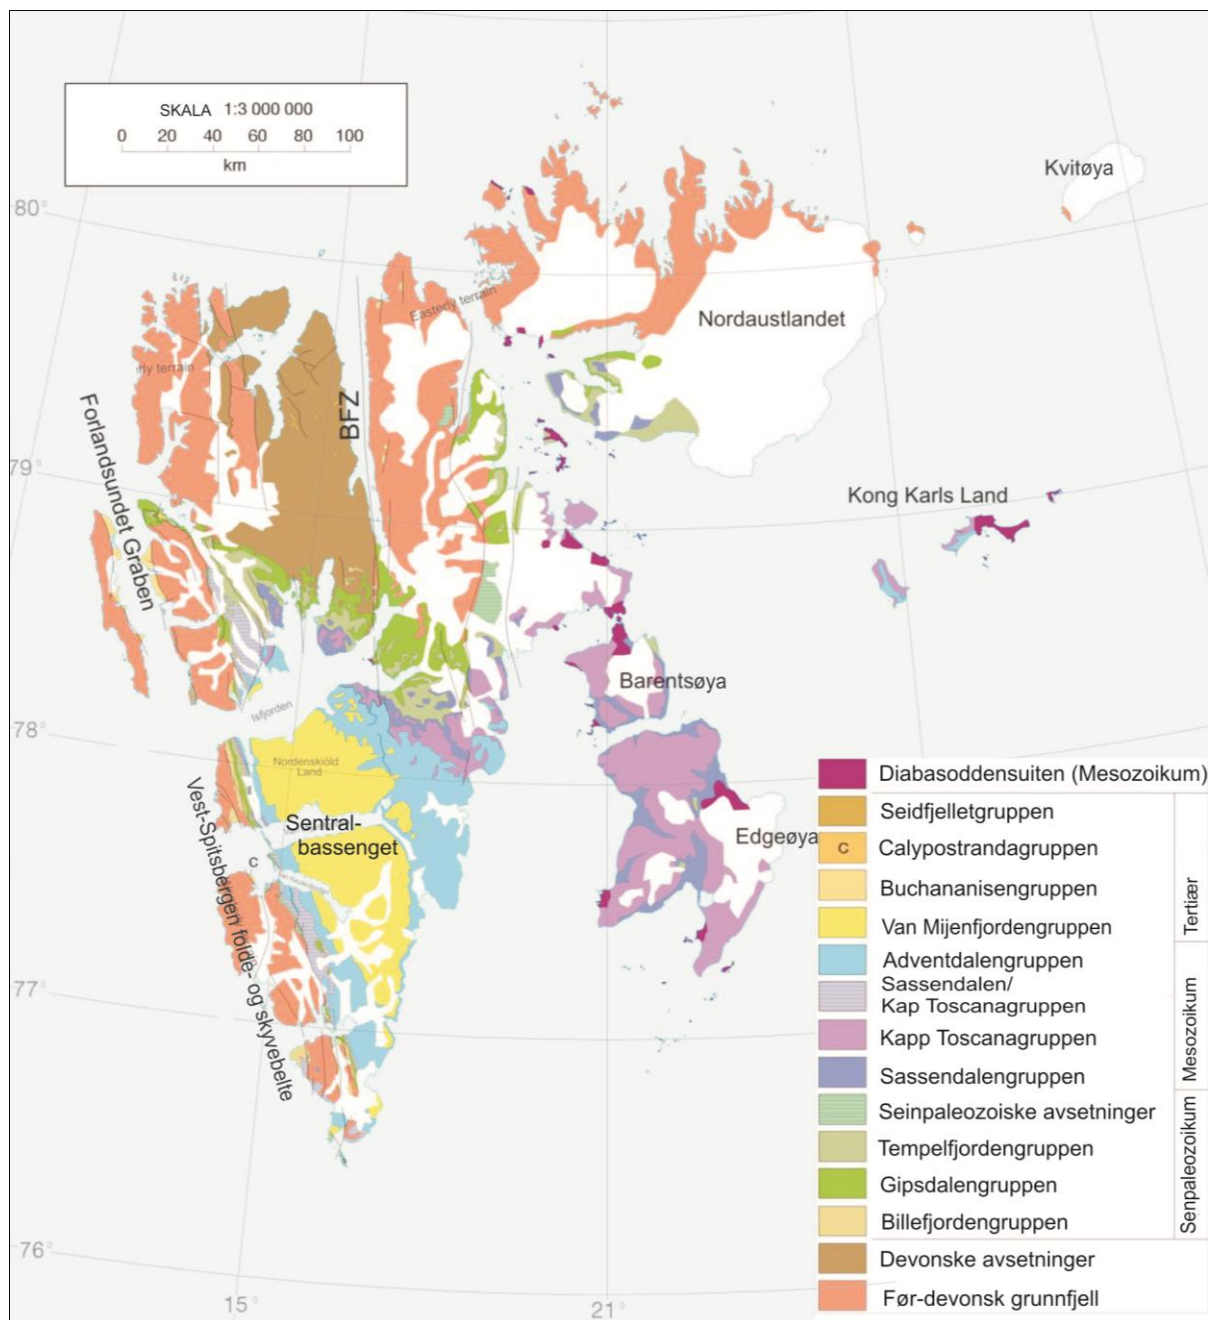 SKALA 1:3 000 000
0 20 40 60 80 100
km
Kvitøya
80°
Easterly terrain
Nordaustlandet
rly terrain
BFZ
Forlandsundet Graben
79°
Kong Karls Land
Barentsøya
Isfjorden
78°
Nordenskiöld
Land
Sentral-
bassenget
Edgeøya
C
Vest-Spitsbergen folde- og skyvebelte
77°
76°
15°
21°
Diabasoddensuiten (Mesozoikum)
Seidfjelletgruppen
C Calypostrandagruppen
Buchananisengruppen
Van Mijenfjordengruppen
Tertiær
Adventdalengruppen
Sassendalen/
Kap Toscanagruppen
Kapp Toscanagruppen
Sassendalengruppen
Mesozoikum
Seinpaleozoiske avsetninger
Tempelfjordengruppen
Gipsdalengruppen
Billefjordengruppen
Senpaleozoikum
Devonske avsetninger
Før-devonsk grunnfjell